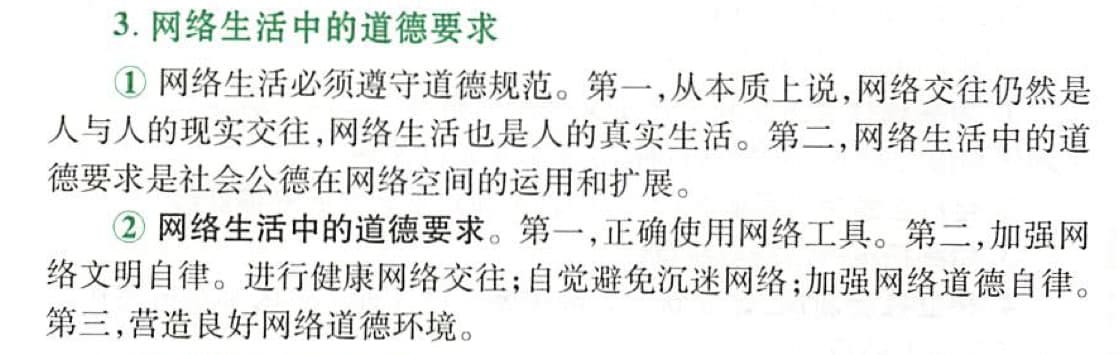 3. 网络生活中的道德要求
① 网络生活必须遵守道德规范。第一,从本质上说,网络交往仍然是
人与人的现实交往,网络生活也是人的真实生活。第二,网络生活中的道
德要求是社会公德在网络空间的运用和扩展。
② 网络生活中的道德要求。第一,正确使用网络工具。第二,加强网
络文明自律。进行健康网络交往;自觉避免沉迷网络;加强网络道德自律。
第三,营造良好网络道德环境。